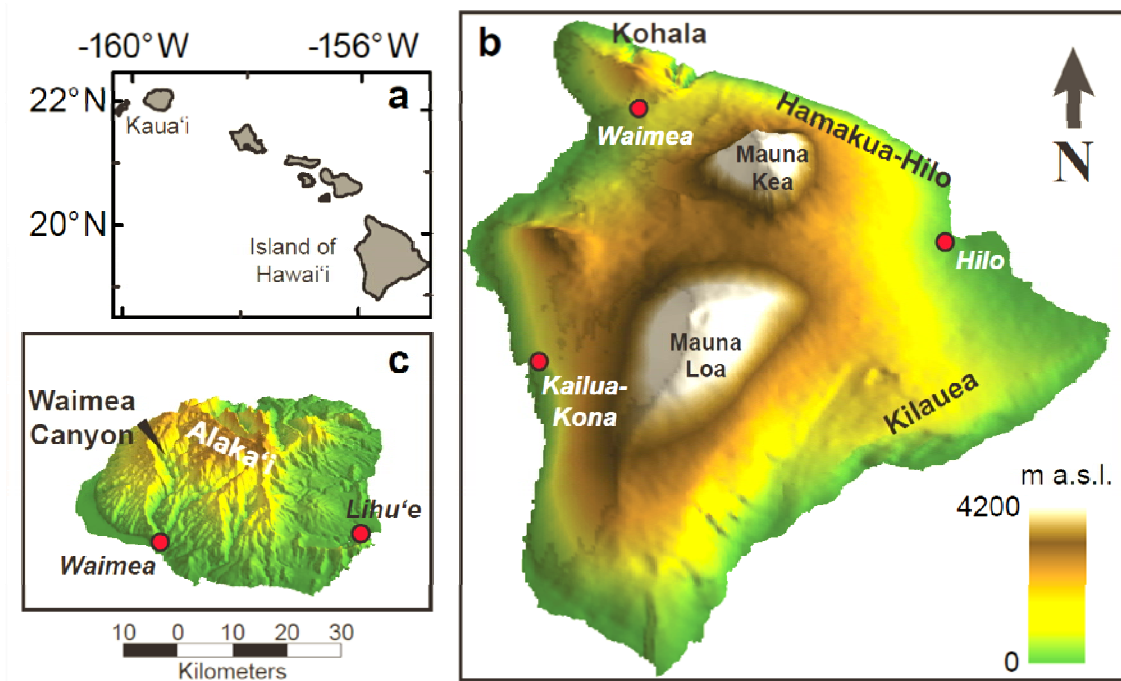 -160°W
-156°W
22°N
20°N
a
Kaua‘i
Island of
Hawai‘i
b
Kohala
Waimea
Hamakua-Hilo
Mauna
Kea
N
Hilo
Mauna
Loa
Kailua-
Kona
Kilauea
m a.s.l.
4200
0
c
Waimea
Canyon
Alaka‘i
Lihu‘e
Waimea
10 0 10 20 30
Kilometers